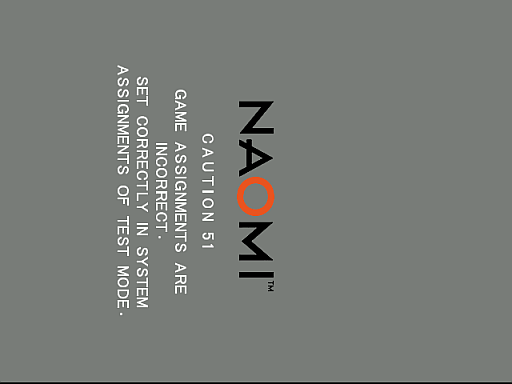 NAOMI™
CAUTION 51
GAME ASSIGNMENTS ARE
INCORRECT.
SET CORRECTLY IN SYSTEM
ASSIGNMENTS OF TEST MODE.